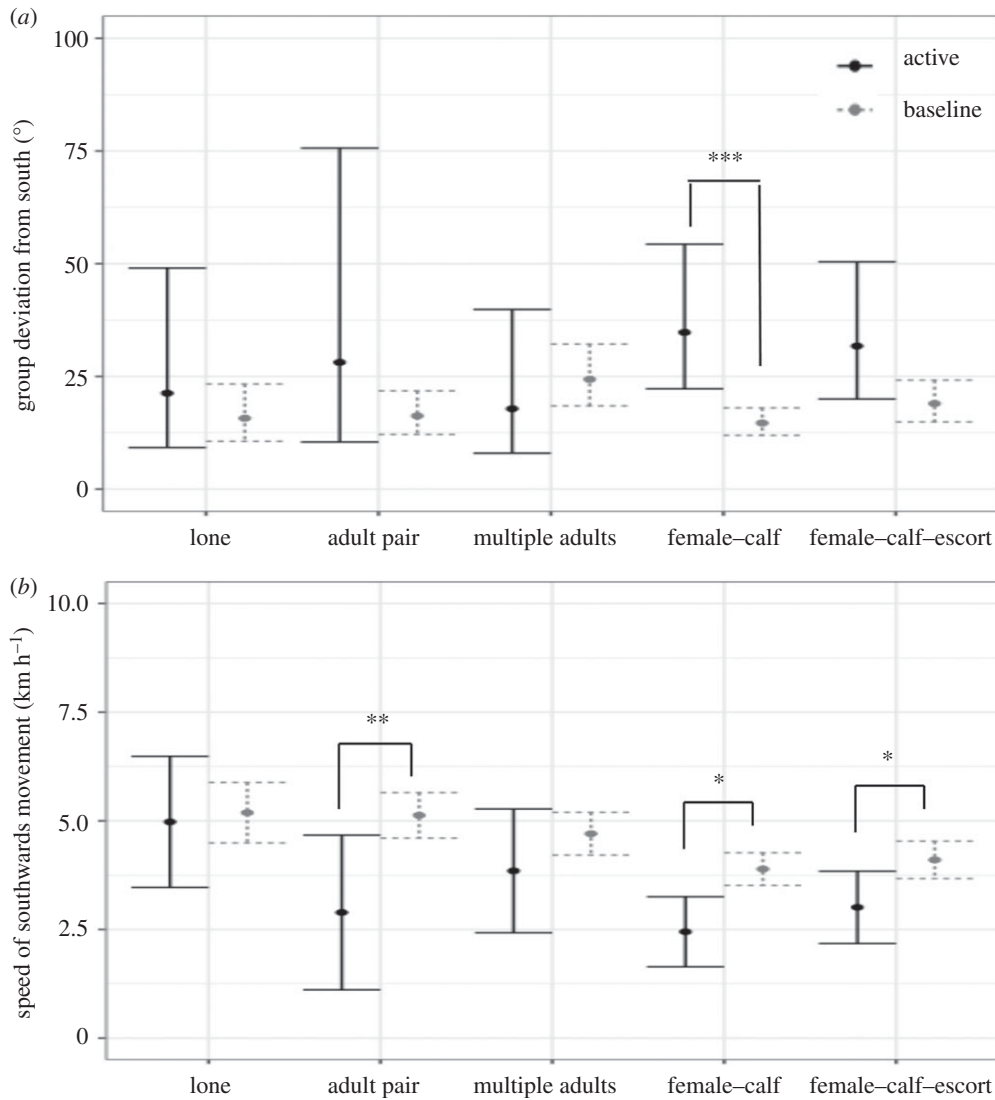 (a)
group deviation from south (°)
100
75
50
25
0
active
baseline
***
lone adult pair multiple adults female–calf female–calf–escort
(b)
speed of southwards movement (km h⁻¹)
10.0
7.5
5.0
2.5
0
**
*
*
lone adult pair multiple adults female–calf female–calf–escort